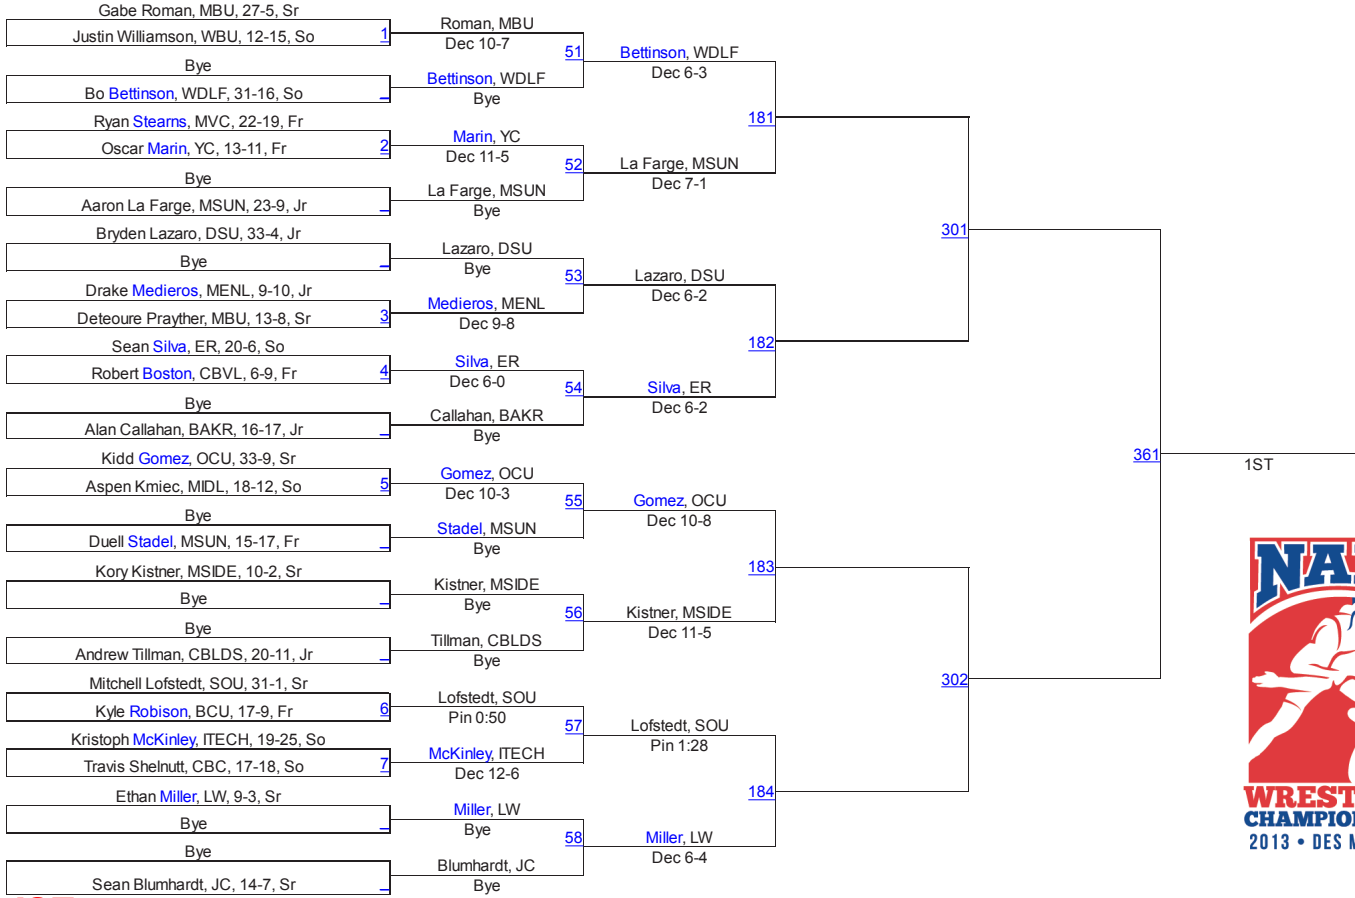 Gabe Roman, MBU, 27-5, Sr
Justin Williamson, WBU, 12-15, So
1
Bye
Bo Bettinson, WDLF, 31-16, So
Ryan Stearns, MVC, 22-19, Fr
Oscar Marin, YC, 13-11, Fr
2
Bye
Aaron La Farge, MSUN, 23-9, Jr
Bryden Lazaro, DSU, 33-4, Jr
Bye
Drake Medieros, MENL, 9-10, Jr
Deteoure Prayther, MBU, 13-8, Sr
3
Sean Silva, ER, 20-6, So
Robert Boston, CBVL, 6-9, Fr
4
Bye
Alan Callahan, BAKR, 16-17, Jr
Kidd Gomez, OCU, 33-9, Sr
Aspen Kmiec, MIDL, 18-12, So
5
Bye
Duell Stadel, MSUN, 15-17, Fr
Kory Kistner, MSIDE, 10-2, Sr
Bye
Bye
Andrew Tillman, CBLDS, 20-11, Jr
Mitchell Lofstedt, SOU, 31-1, Sr
Kyle Robison, BCU, 17-9, Fr
6
Kristoph McKinley, ITECH, 19-25, So
Travis Shelnutt, CBC, 17-18, So
7
Ethan Miller, LW, 9-3, Sr
Bye
Bye
Sean Blumhardt, JC, 14-7, Sr
Roman, MBU
Dec 10-7
51
Bettinson, WDLF
Bye
Marin, YC
Dec 11-5
52
La Farge, MSUN
Bye
Lazaro, DSU
Bye
53
Medieros, MENL
Dec 9-8
Silva, ER
Dec 6-0
54
Callahan, BAKR
Bye
Gomez, OCU
Dec 10-3
55
Stadel, MSUN
Bye
Kistner, MSIDE
Bye
56
Tillman, CBLDS
Bye
Lofstedt, SOU
Pin 0:50
57
McKinley, ITECH
Dec 12-6
Miller, LW
Bye
58
Blumhardt, JC
Bye
Bettinson, WDLF
Dec 6-3
181
La Farge, MSUN
Dec 7-1
Lazaro, DSU
Dec 6-2
182
Silva, ER
Dec 6-2
Gomez, OCU
Dec 10-8
183
Kistner, MSIDE
Dec 11-5
Lofstedt, SOU
Pin 1:28
184
Miller, LW
Dec 6-4
301
302
361
1ST
NA
WREST
CHAMPIO
2013 • DES M